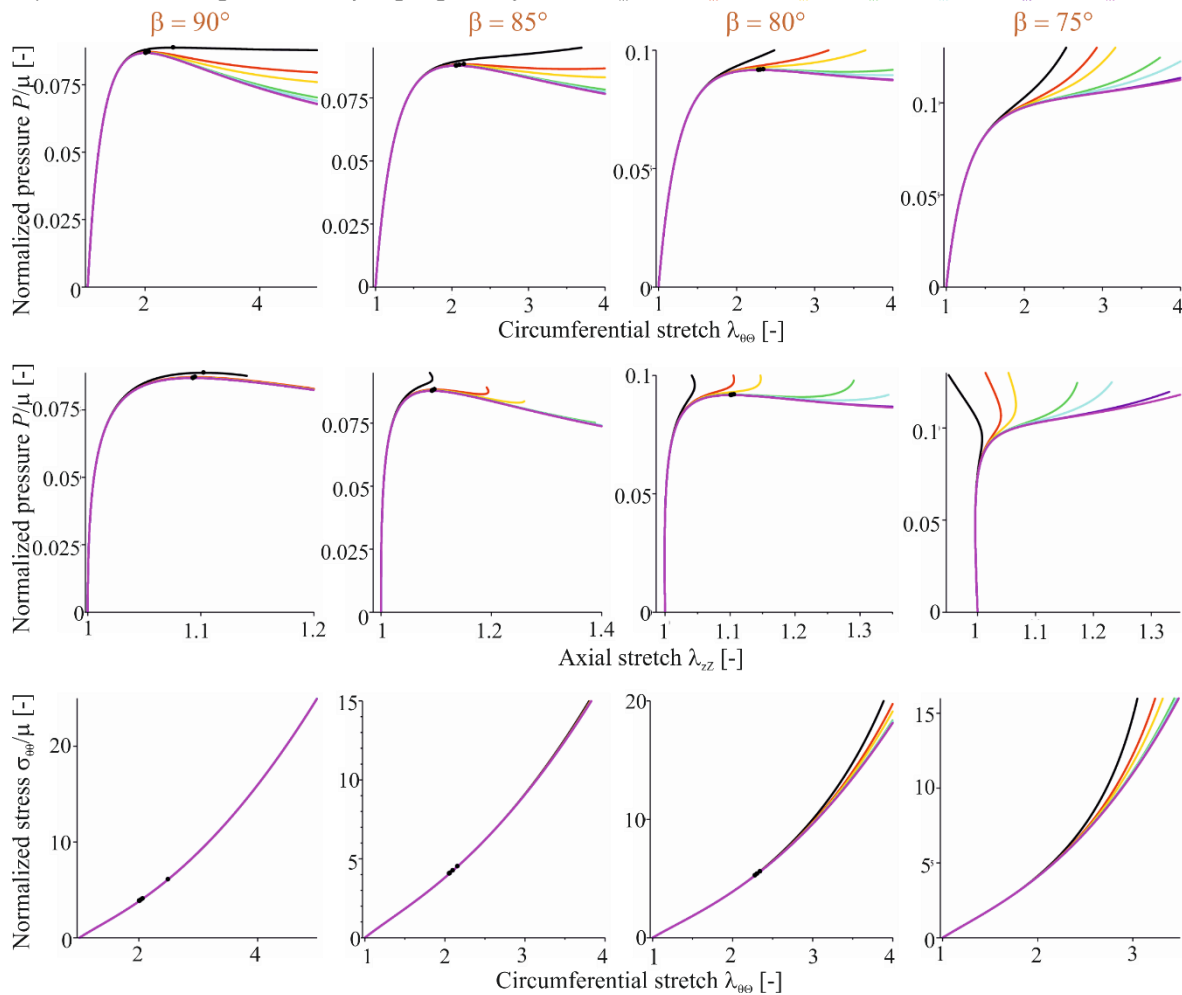 β = 90° β = 85° β = 80° β = 75°
Normalized pressure P/μ [-]
0.075
0.05
0.025
0
2 4
0.075
0.05
0.025
0
1 2 3 4
0.1
0.05
0
1 2 3 4
0.1
0.05
0
1 2 3 4
Circumferential stretch λθΘ [-]
Normalized pressure P/μ [-]
0.075
0.05
0.025
0
1 1.1 1.2
0.075
0.05
0.025
0
1 1.2 1.4
0.1
0.05
0
1 1.1 1.2 1.3
0.1
0.05
0
1 1.1 1.2 1.3
Axial stretch λzZ [-]
Normalized stress σθθ/μ [-]
20
10
0
2 4
15
10
5
0
1 2 3 4
20
10
0
1 2 3 4
15
10
5
0
1 2 3
Circumferential stretch λθΘ [-]